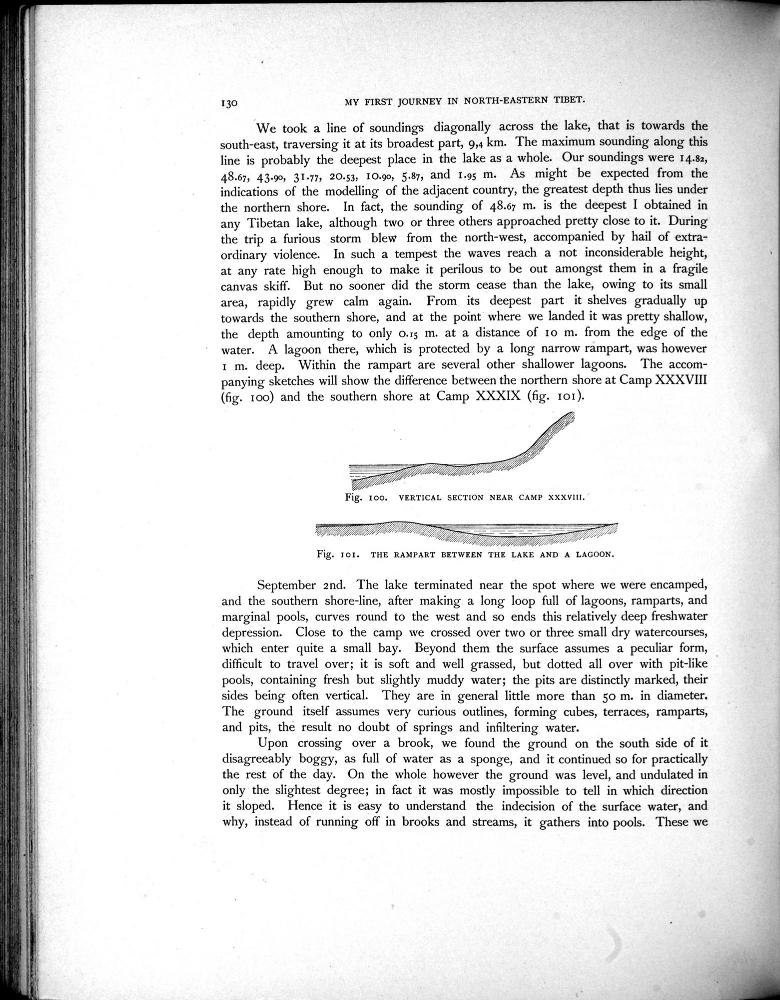 130
MY FIRST JOURNEY IN NORTH-EASTERN TIBET.
We took a line of soundings diagonally across the lake, that is towards the
south-east, traversing it at its broadest part, 9,4 km. The maximum sounding along this
line is probably the deepest place in the lake as a whole. Our soundings were 14.82,
48.67, 43.90, 31.77, 20.53, 10.90, 5.87, and 1.95 m. As might be expected from the
indications of the modelling of the adjacent country, the greatest depth thus lies under
the northern shore. In fact, the sounding of 48.67 m. is the deepest I obtained in
any Tibetan lake, although two or three others approached pretty close to it. During
the trip a furious storm blew from the north-west, accompanied by hail of extra-
ordinary violence. In such a tempest the waves reach a not inconsiderable height,
at any rate high enough to make it perilous to be out amongst them in a fragile
canvas skiff. But no sooner did the storm cease than the lake, owing to its small
area, rapidly grew calm again. From its deepest part it shelves gradually up
towards the southern shore, and at the point where we landed it was pretty shallow,
the depth amounting to only 0.15 m. at a distance of 10 m. from the edge of the
water. A lagoon there, which is protected by a long narrow rampart, was however
1 m. deep. Within the rampart are several other shallower lagoons. The accom-
panying sketches will show the difference between the northern shore at Camp XXXVIII
(fig. 100) and the southern shore at Camp XXXIX (fig. 101).
Fig. 100. VERTICAL SECTION NEAR CAMP XXXVIII.
Fig. 101. THE RAMPART BETWEEN THE LAKE AND A LAGOON.
September 2nd. The lake terminated near the spot where we were encamped,
and the southern shore-line, after making a long loop full of lagoons, ramparts, and
marginal pools, curves round to the west and so ends this relatively deep freshwater
depression. Close to the camp we crossed over two or three small dry watercourses,
which enter quite a small bay. Beyond them the surface assumes a peculiar form,
difficult to travel over; it is soft and well grassed, but dotted all over with pit-like
pools, containing fresh but slightly muddy water; the pits are distinctly marked, their
sides being often vertical. They are in general little more than 50 m. in diameter.
The ground itself assumes very curious outlines, forming cubes, terraces, ramparts,
and pits, the result no doubt of springs and infiltering water.
Upon crossing over a brook, we found the ground on the south side of it
disagreeably boggy, as full of water as a sponge, and it continued so for practically
the rest of the day. On the whole however the ground was level, and undulated in
only the slightest degree; in fact it was mostly impossible to tell in which direction
it sloped. Hence it is easy to understand the indecision of the surface water, and
why, instead of running off in brooks and streams, it gathers into pools. These we